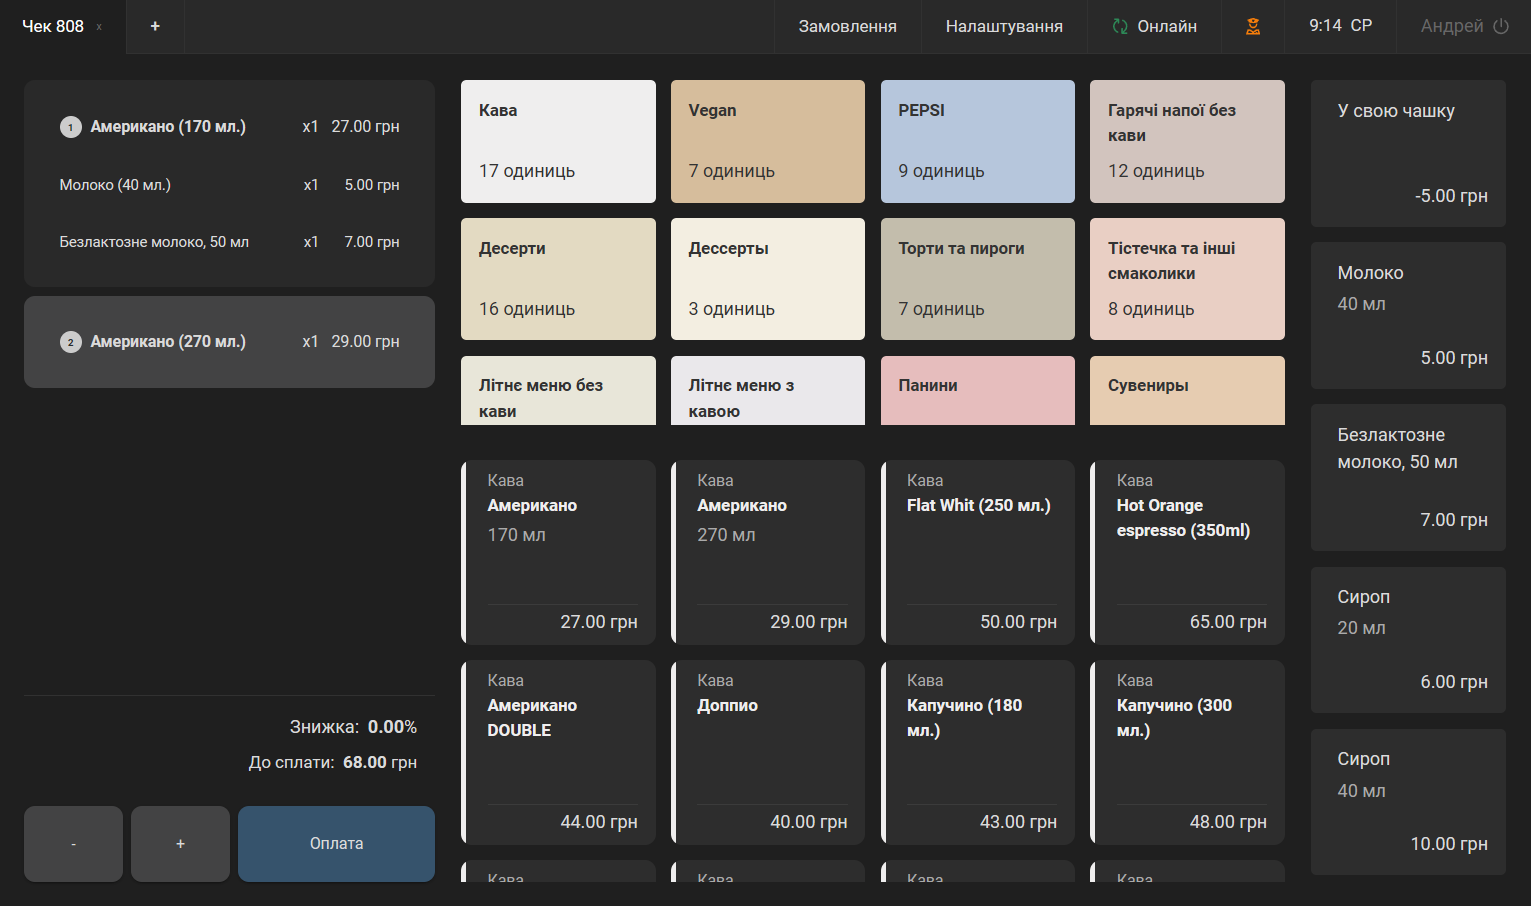 Чек 808 x
+
Замовлення
Налаштування
Онлайн
9:14 СР
Андрей
1 Американо (170 мл.) x1 27.00 грн
Молоко (40 мл.) x1 5.00 грн
Безлактозне молоко, 50 мл x1 7.00 грн
2 Американо (270 мл.) x1 29.00 грн
Знижка: 0.00%
До сплати: 68.00 грн
-
+
Оплата
Кава
17 одиниць
Vegan
7 одиниць
PEPSI
9 одиниць
Гарячі напої без
кави
12 одиниць
Десерти
16 одиниць
Дессерты
3 одиниць
Торти та пироги
7 одиниць
Тістечка та інші
смаколики
8 одиниць
Літнє меню без
кави
Літнє меню з
кавою
Панини
Сувениры
Кава
Американо
170 мл
27.00 грн
Кава
Американо
270 мл
29.00 грн
Кава
Flat Whit (250 мл.)
50.00 грн
Кава
Hot Orange
espresso (350ml)
65.00 грн
Кава
Американо
DOUBLE
44.00 грн
Кава
Доппио
40.00 грн
Кава
Капучино (180
мл.)
43.00 грн
Кава
Капучино (300
мл.)
48.00 грн
Кава
Кава
Кава
Кава
У свою чашку
-5.00 грн
Молоко
40 мл
5.00 грн
Безлактозне
молоко, 50 мл
7.00 грн
Сироп
20 мл
6.00 грн
Сироп
40 мл
10.00 грн